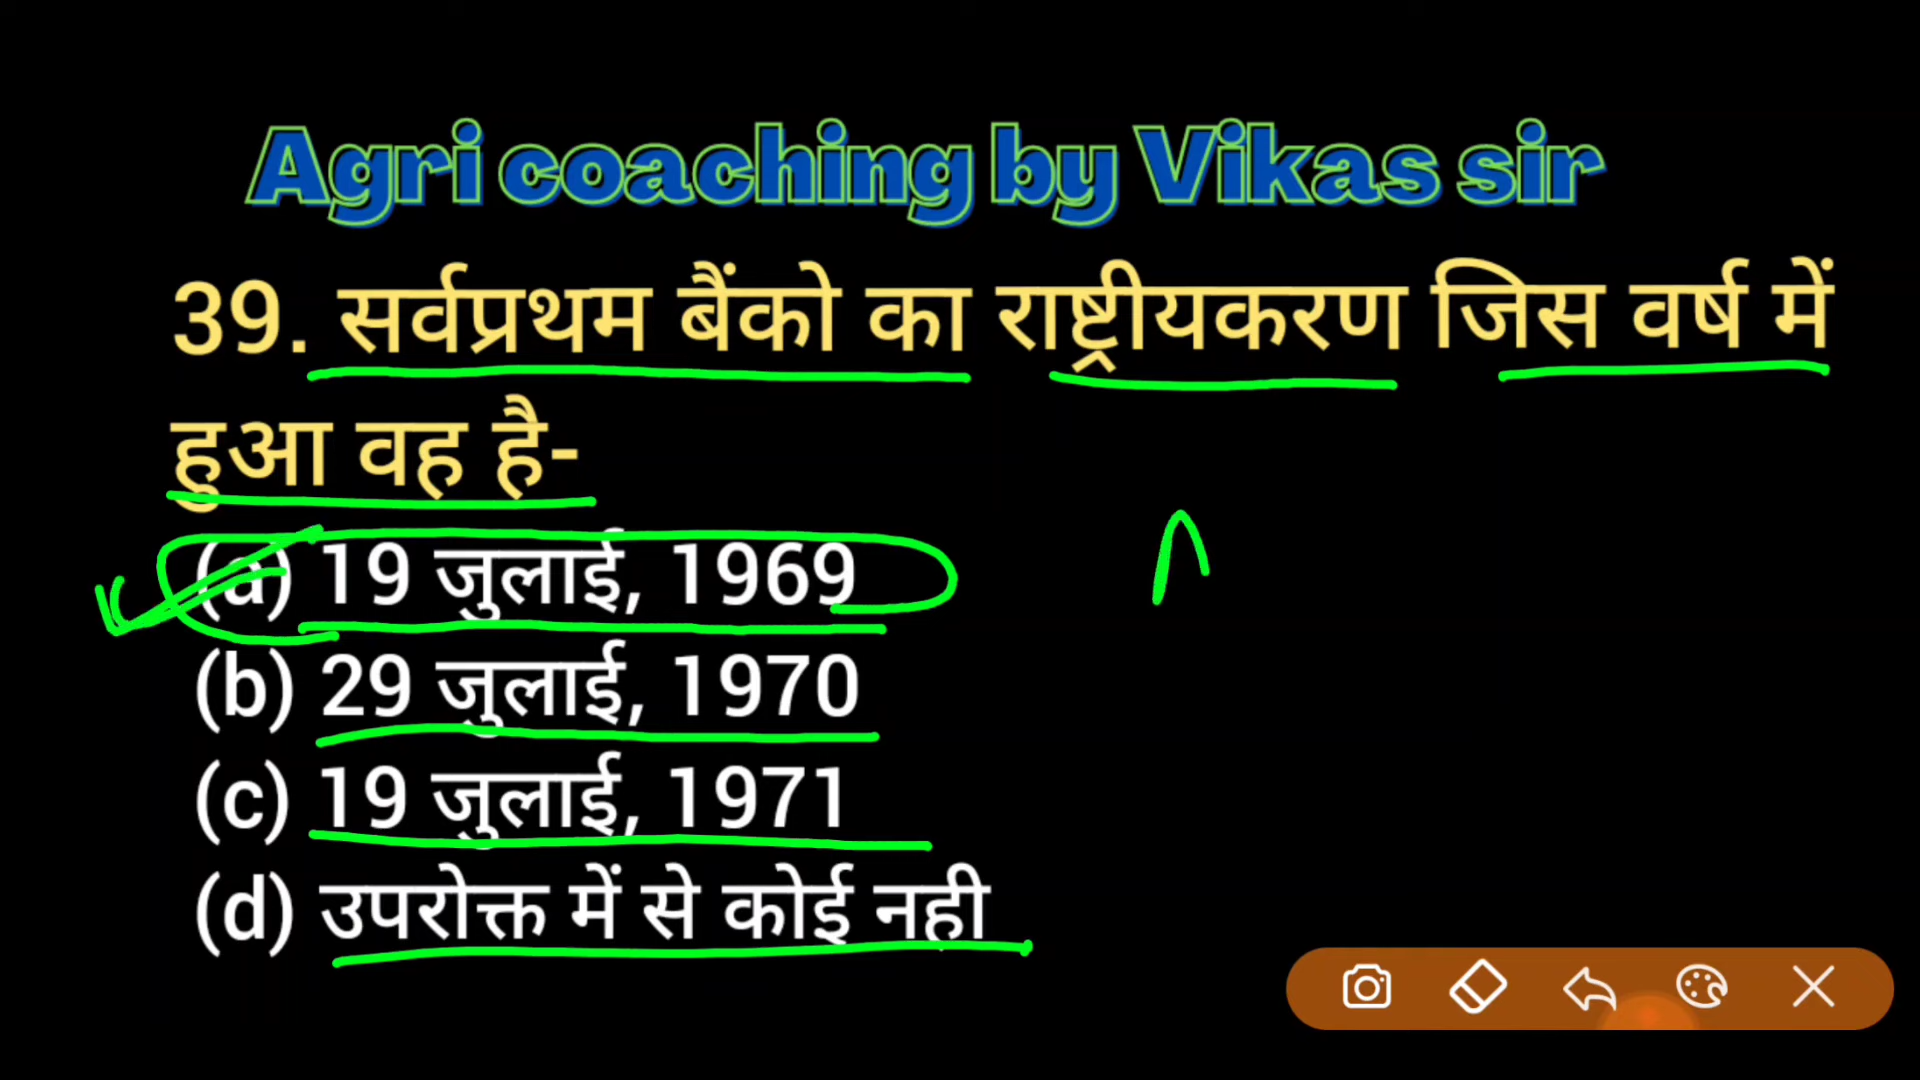 Agri coaching by Vikas sir
39. सर्वप्रथम बैंको का राष्ट्रीयकरण जिस वर्ष में
हुआ वह है-
(a) 19 जुलाई, 1969
(b) 29 जुलाई, 1970
(c) 19 जुलाई, 1971
(d) उपरोक्त में से कोई नही